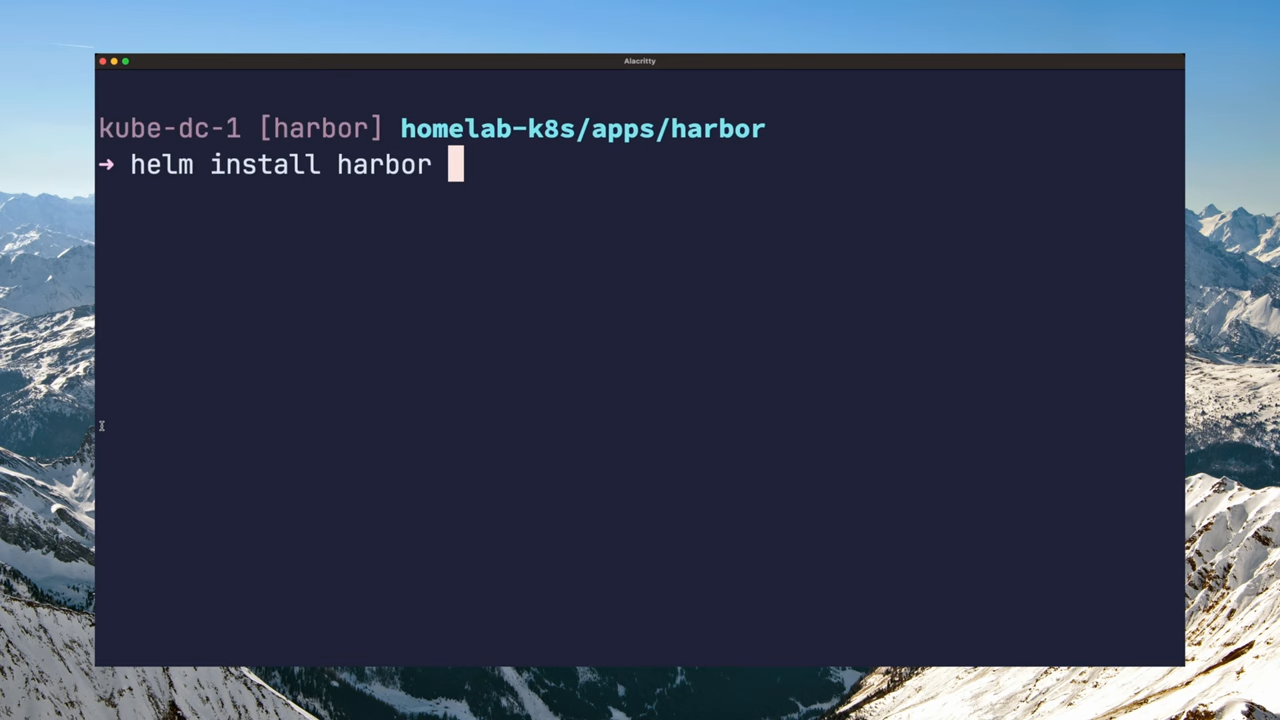 Alacritty
kube-dc-1 [harbor] homelab-k8s/apps/harbor
➜ helm install harbor